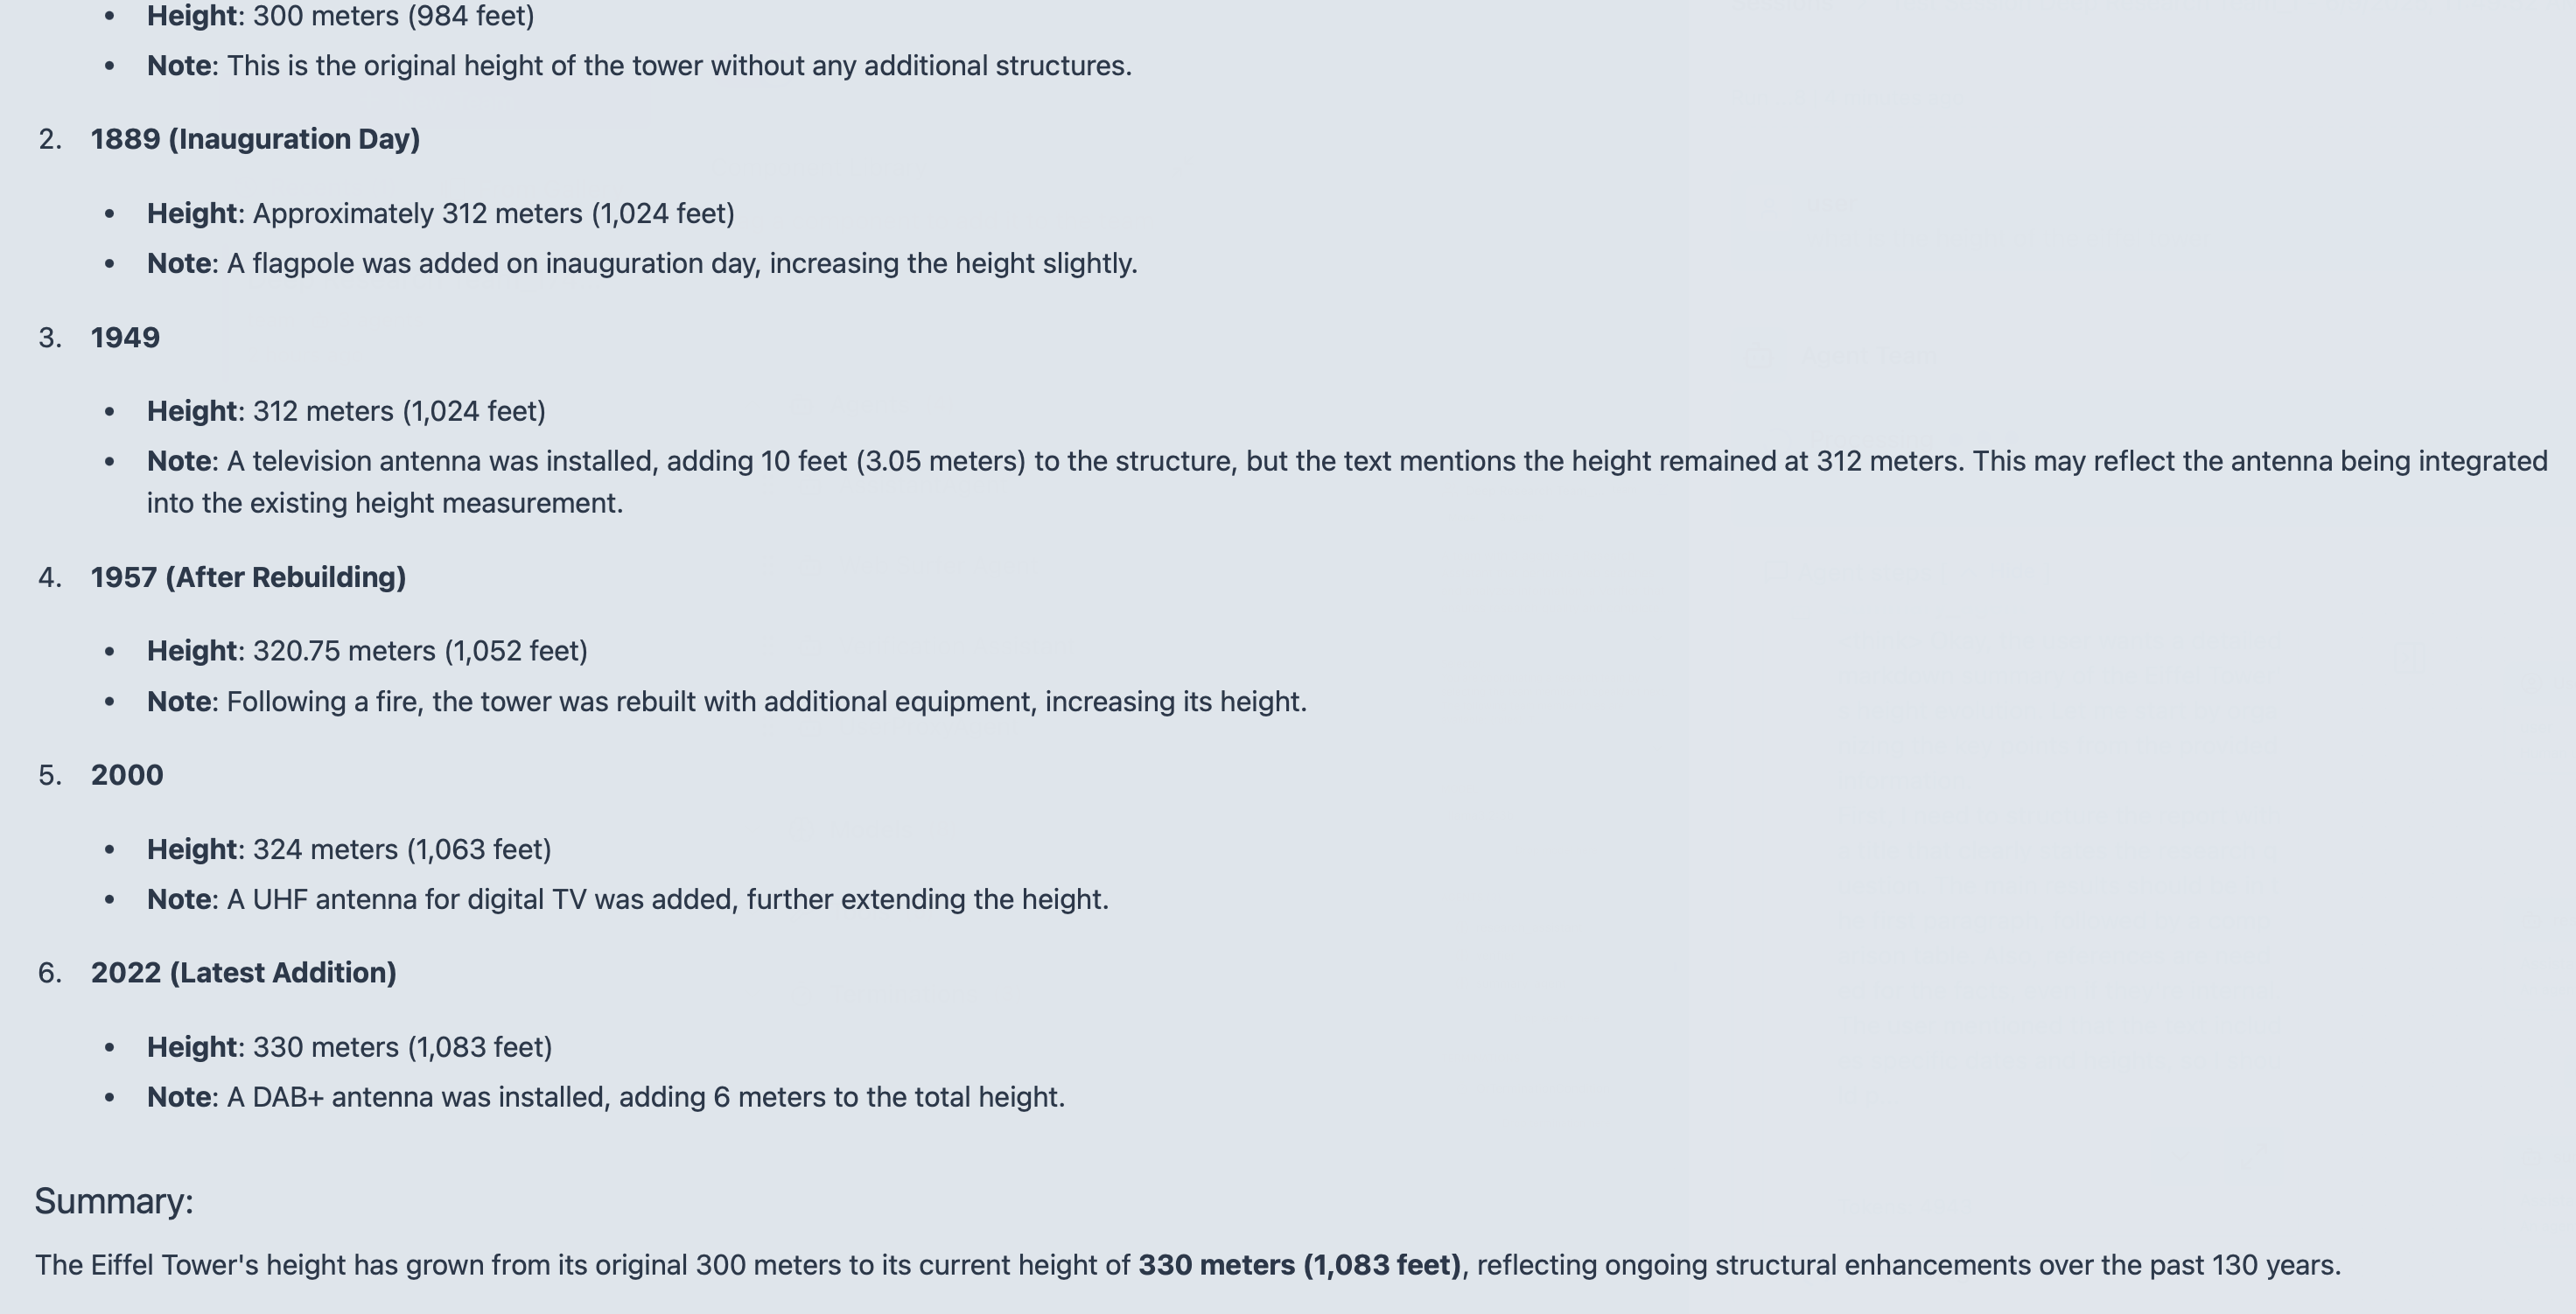 • Height: 300 meters (984 feet)
• Note: This is the original height of the tower without any additional structures.
2. 1889 (Inauguration Day)
• Height: Approximately 312 meters (1,024 feet)
• Note: A flagpole was added on inauguration day, increasing the height slightly.
3. 1949
• Height: 312 meters (1,024 feet)
• Note: A television antenna was installed, adding 10 feet (3.05 meters) to the structure, but the text mentions the height remained at 312 meters. This may reflect the antenna being integrated
into the existing height measurement.
4. 1957 (After Rebuilding)
• Height: 320.75 meters (1,052 feet)
• Note: Following a fire, the tower was rebuilt with additional equipment, increasing its height.
5. 2000
• Height: 324 meters (1,063 feet)
• Note: A UHF antenna for digital TV was added, further extending the height.
6. 2022 (Latest Addition)
• Height: 330 meters (1,083 feet)
• Note: A DAB+ antenna was installed, adding 6 meters to the total height.
Summary:
The Eiffel Tower's height has grown from its original 300 meters to its current height of 330 meters (1,083 feet), reflecting ongoing structural enhancements over the past 130 years.